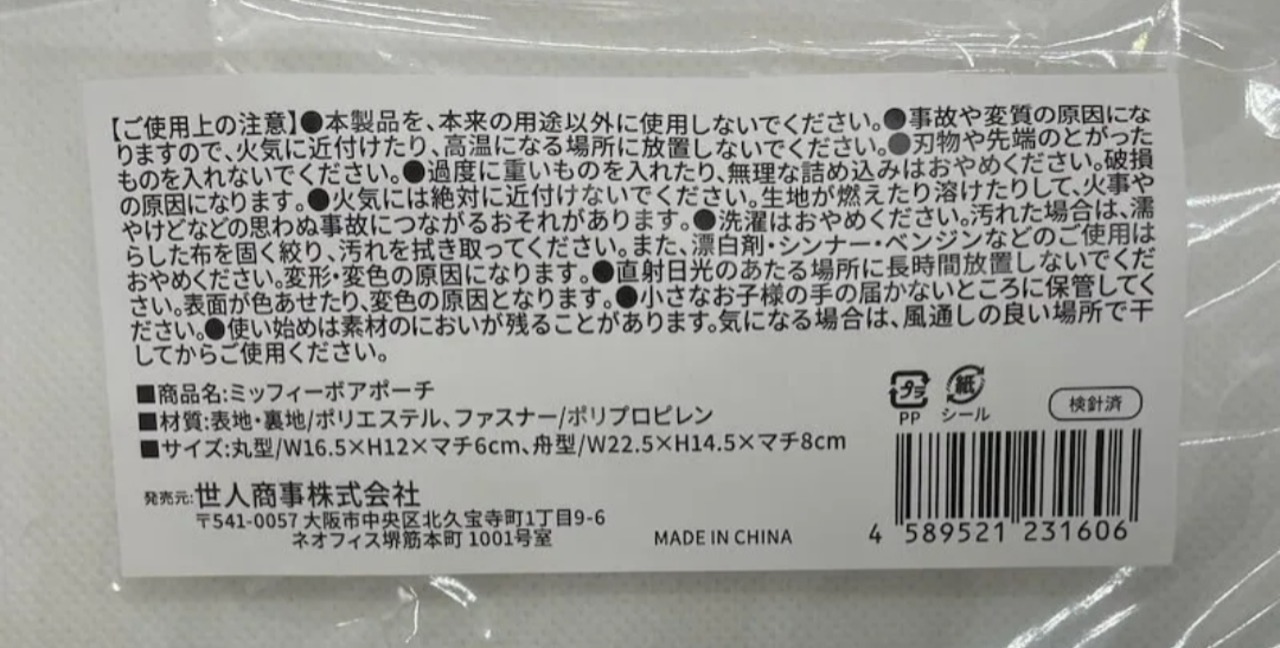 【ご使用上の注意】●本製品を、本来の用途以外に使用しないでください。●事故や変質の原因にな
りますので、火気に近付けたり、高温になる場所に放置しないでください。●刃物や先端のとがった
ものを入れないでください。●過度に重いものを入れたり、無理な詰め込みはおやめください。破損
の原因になります。●火気には絶対に近付けないでください。生地が燃えたり溶けたりして、火事や
やけどなどの思わぬ事故につながるおそれがあります。●洗濯はおやめください。汚れた場合は、濡
らした布を固く絞り、汚れを拭き取ってください。また、漂白剤・シンナー・ベンジンなどのご使用は
おやめください。変形・変色の原因になります。●直射日光のあたる場所に長時間放置しないでくだ
さい。表面が色あせたり、変色の原因となります。●小さなお子様の手の届かないところに保管してく
ださい。●使い始めは素材のにおいが残ることがあります。気になる場合は、風通しの良い場所で干
してからご使用ください。
■商品名:ミッフィーボアポーチ
■材質:表地・裏地/ポリエステル、ファスナー/ポリプロピレン
■サイズ:丸型/W16.5×H12×マチ6cm、舟型/W22.5×H14.5×マチ8cm
プラ
PP
紙
シール
検針済
発売元:世人商事株式会社
〒541-0057 大阪市中央区北久宝寺町1丁目9-6
ネオフィス堺筋本町 1001号室
MADE IN CHINA
4 589521 231606